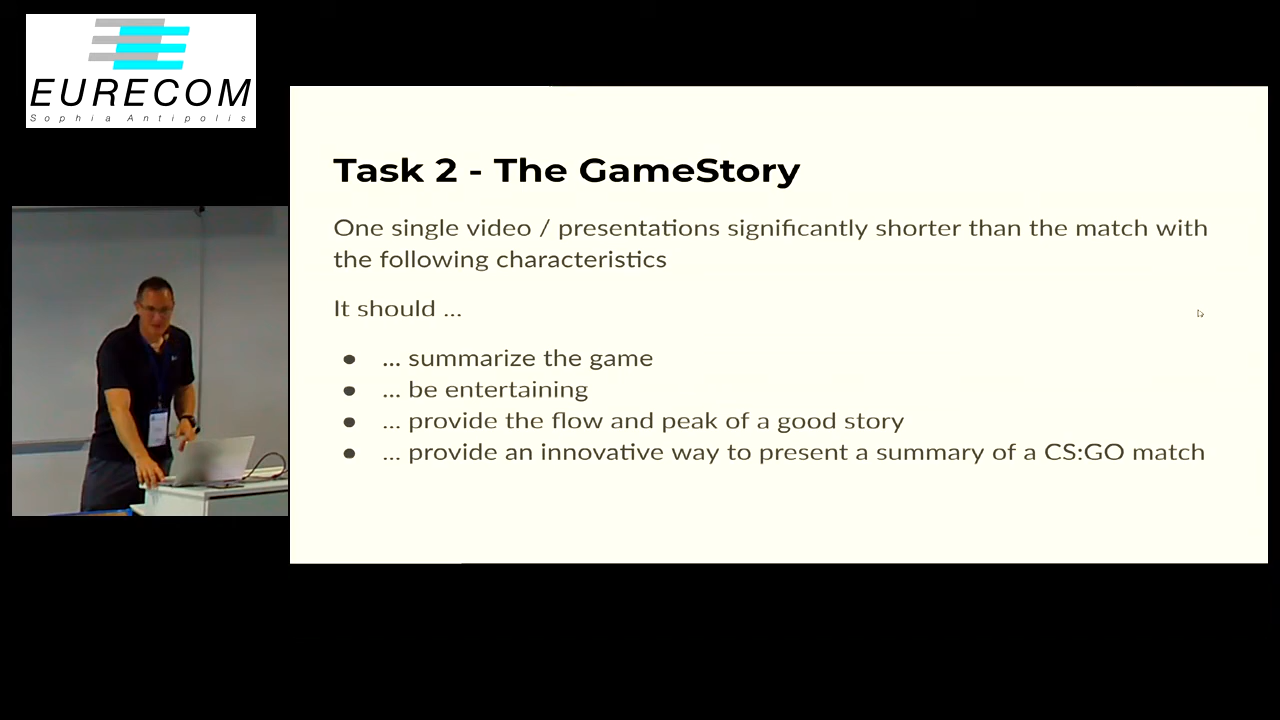 EURECOM
Sophia Antipolis
Task 2 - The GameStory
One single video / presentations significantly shorter than the match with
the following characteristics
It should ...
● ... summarize the game
● ... be entertaining
● ... provide the flow and peak of a good story
● ... provide an innovative way to present a summary of a CS:GO match